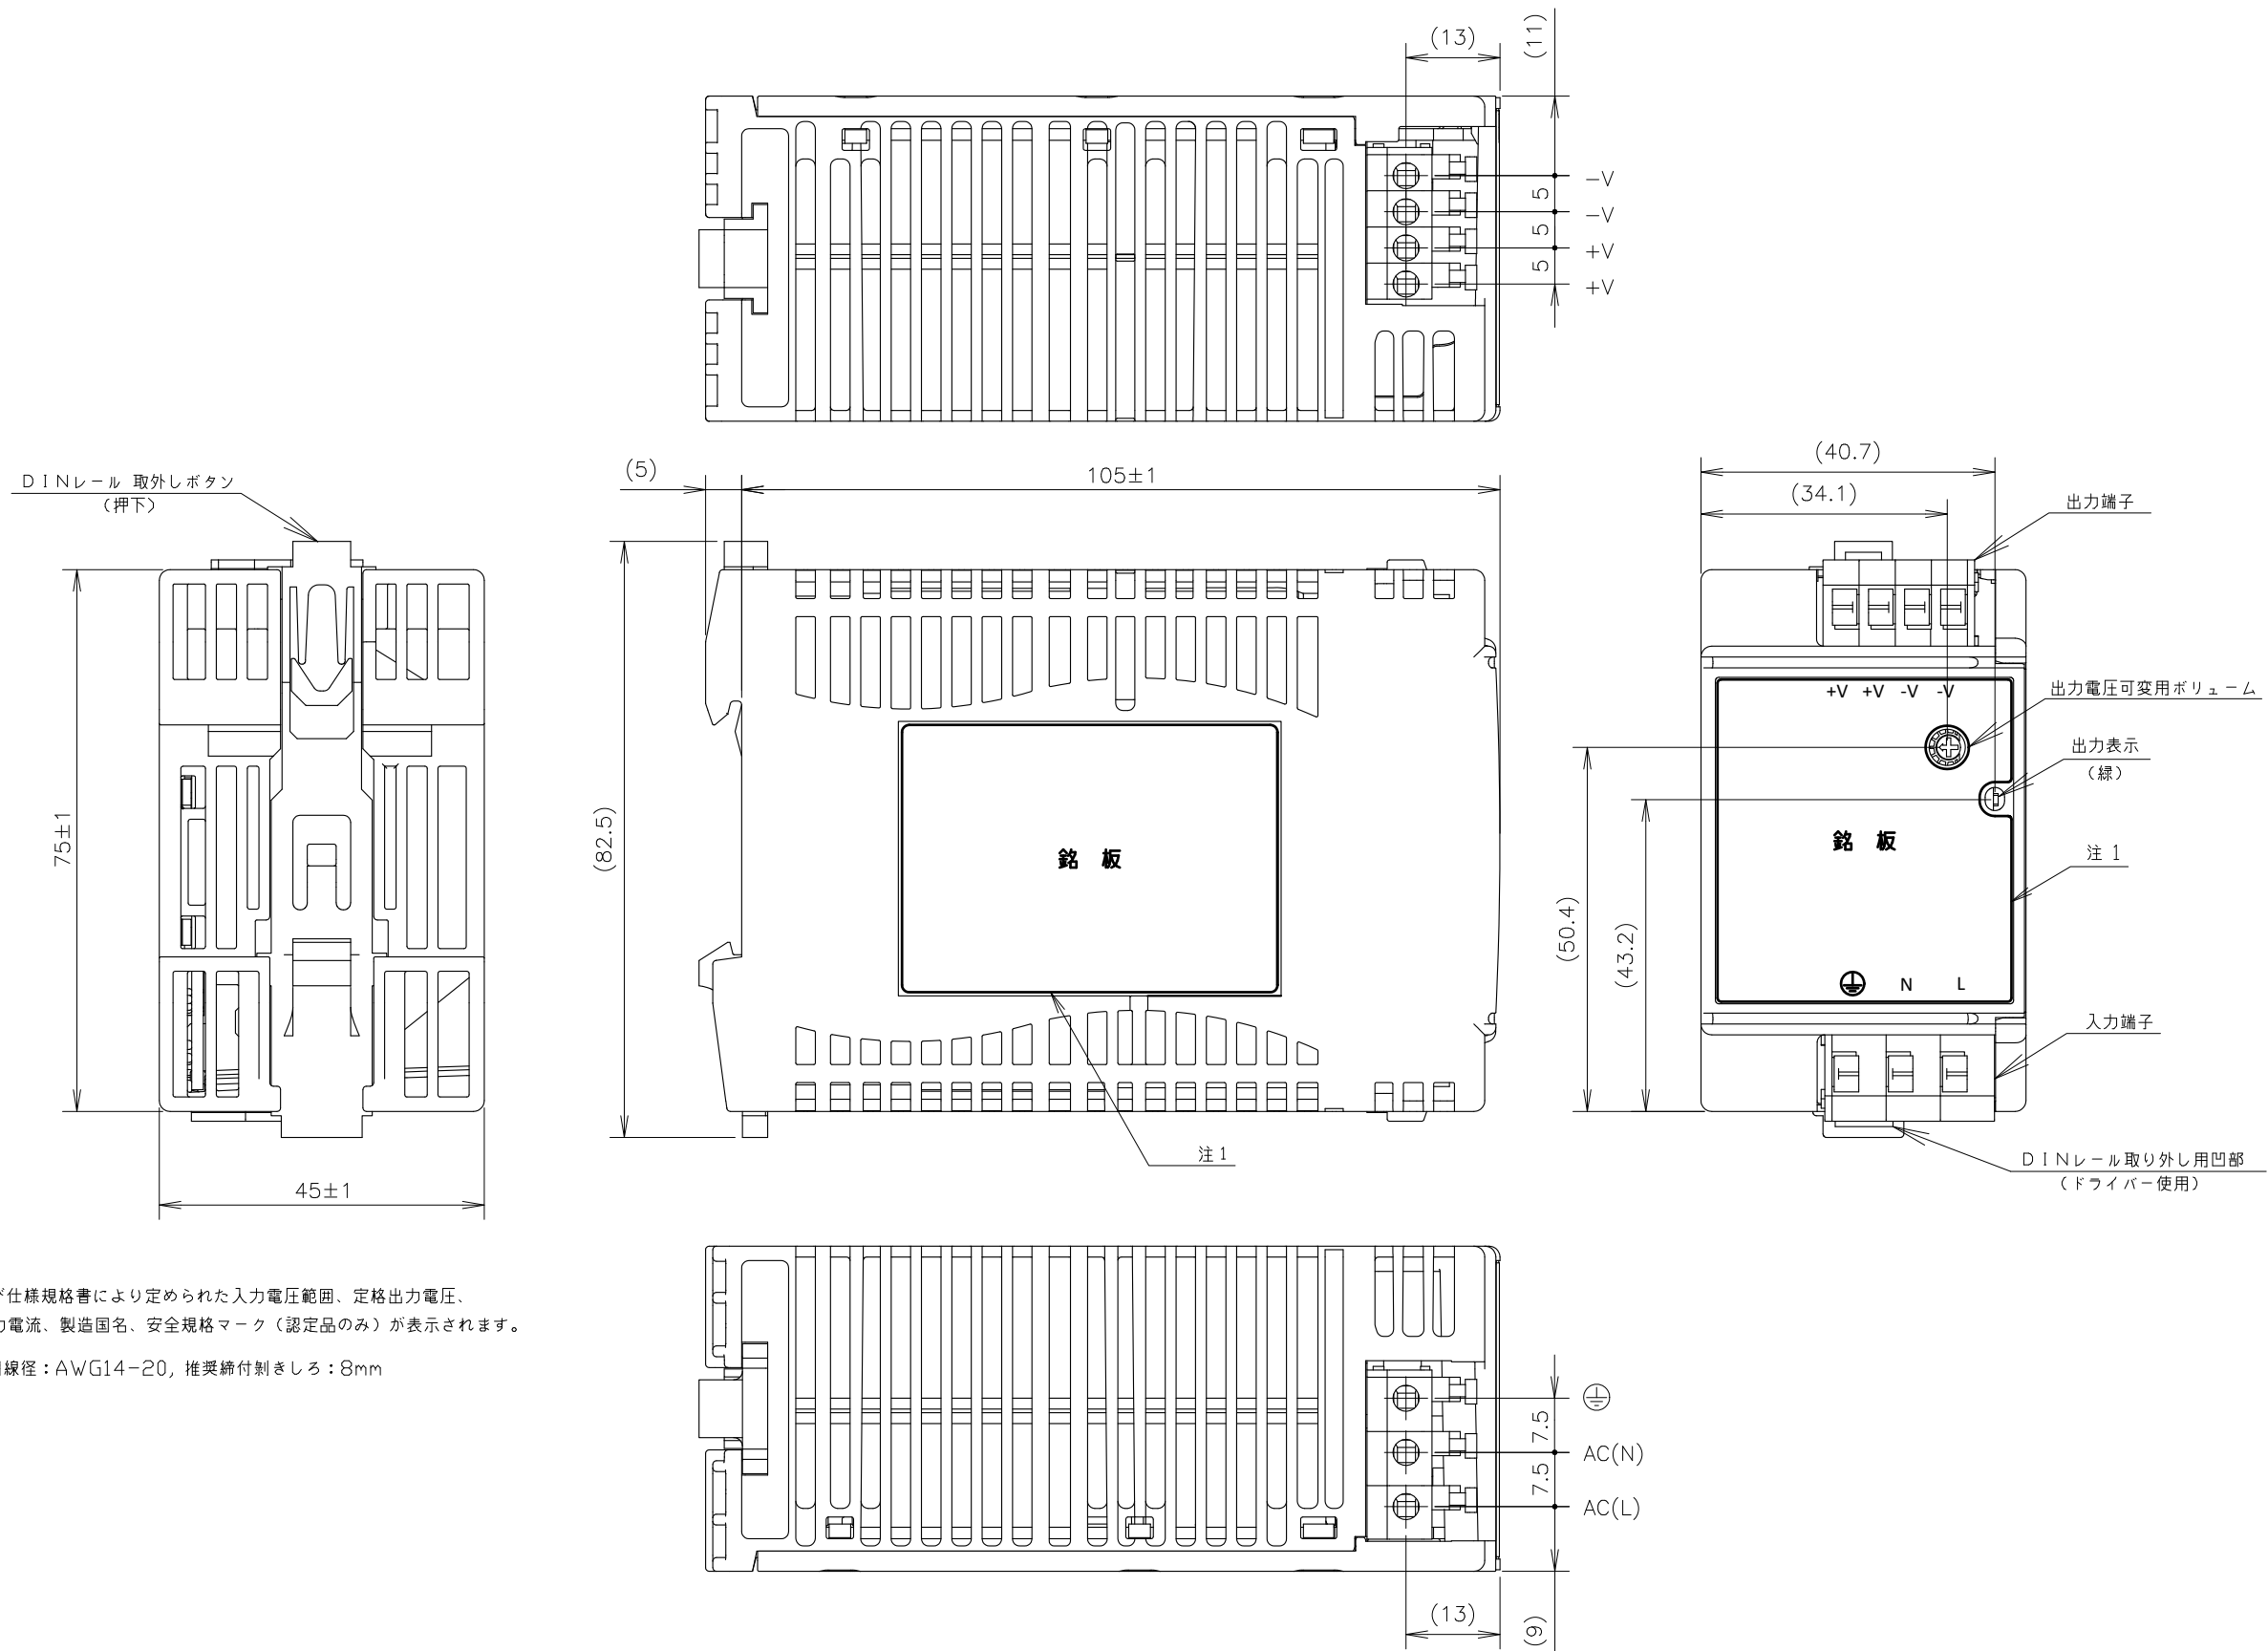 (13)
(11)
−V
5
−V
5
+V
5
+V
DINレール 取外しボタン
(押下)
(5)
105±1
(40.7)
(34.1)
出力端子
+V +V -V -V
出力電圧可変用ボリューム
出力表示
(緑)
75±1
(82.5)
銘 板
(50.4)
(43.2)
銘 板
注1
N L
入力端子
注1
DINレール取り外し用凹部
(ドライバー使用)
45±1
仕様規格書により定められた入力電圧範囲、定格出力電圧、
電流、製造国名、安全規格マーク(認定品のみ)が表示されます。
線径:AWG14-20, 推奨締付剝きしろ:8mm
7.5
AC(N)
7.5
AC(L)
(13)
(9)